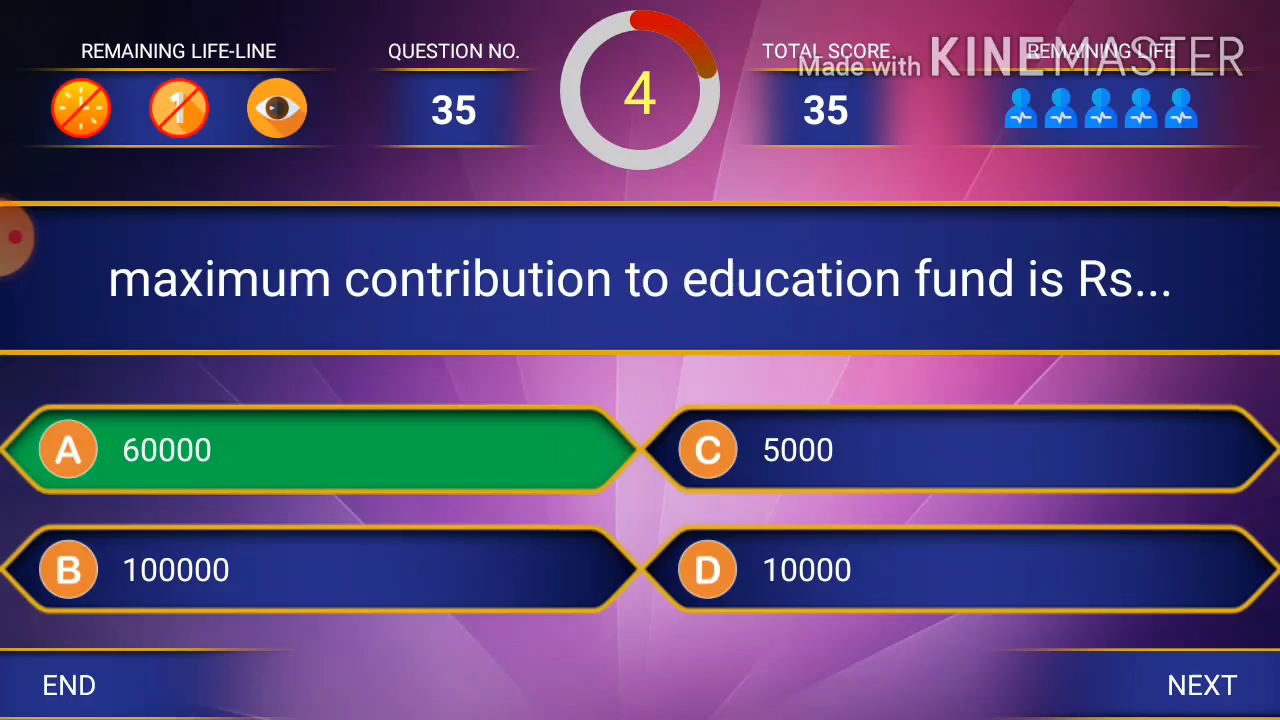 REMAINING LIFE-LINE
QUESTION NO.
4
TOTAL SCORE
REMAINING LIFE
Made with KINEMASTER
1
35
35
maximum contribution to education fund is Rs...
A 60000
C 5000
B 100000
D 10000
END
NEXT